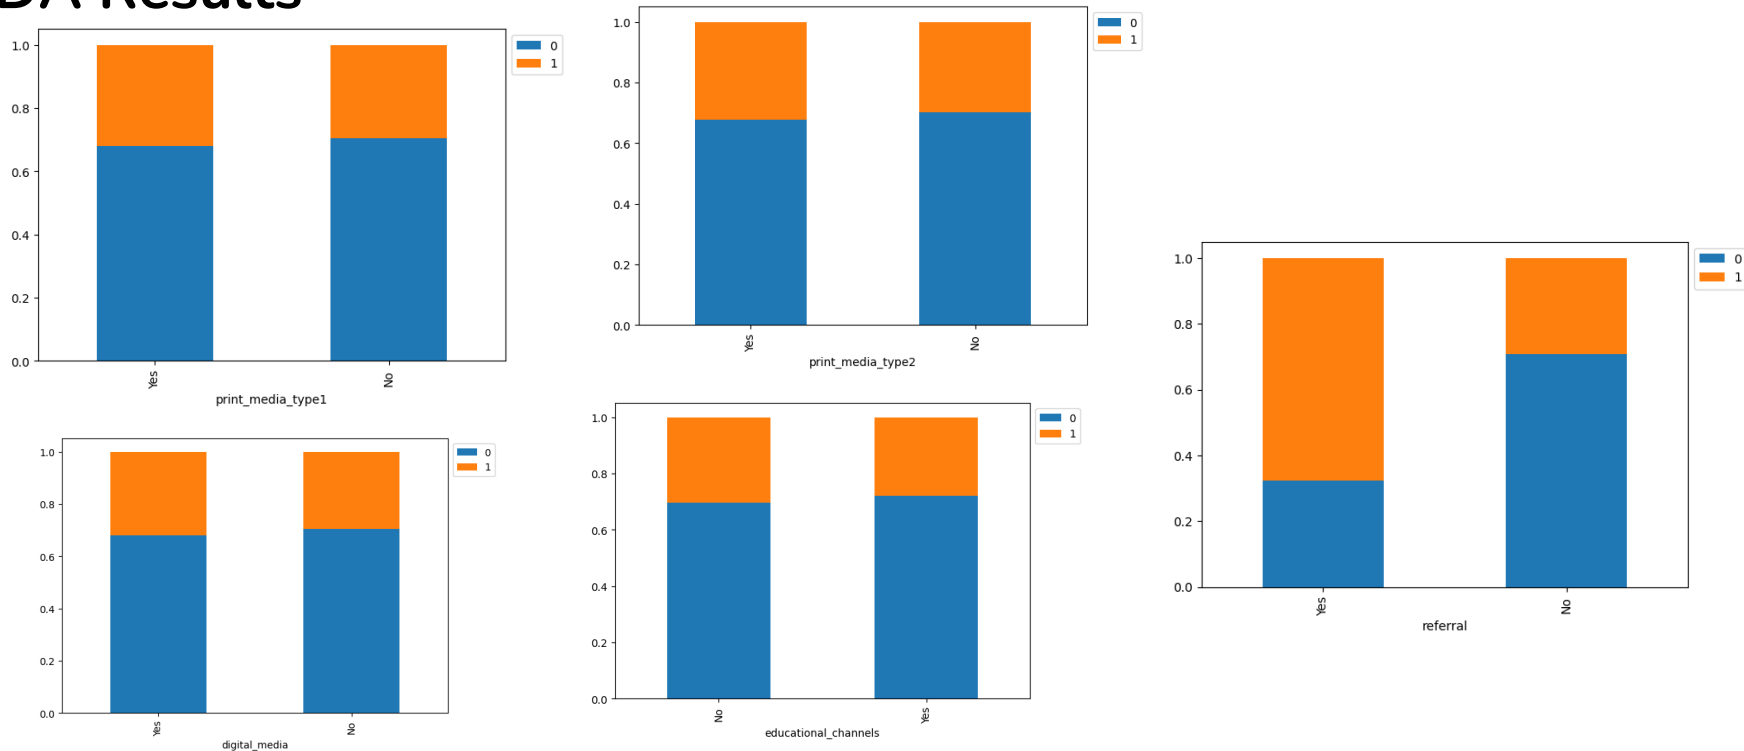 DA Results
1.0
0.8
0.6
0.4
0.2
0.0
Yes
No
print_media_type1
0
1
1.0
0.8
0.6
0.4
0.2
0.0
Yes
No
print_media_type2
0
1
1.0
0.8
0.6
0.4
0.2
0.0
Yes
No
referral
0
1
1.0
0.8
0.6
0.4
0.2
0.0
Yes
No
digital_media
0
1
1.0
0.8
0.6
0.4
0.2
0.0
No
Yes
educational_channels
0
1